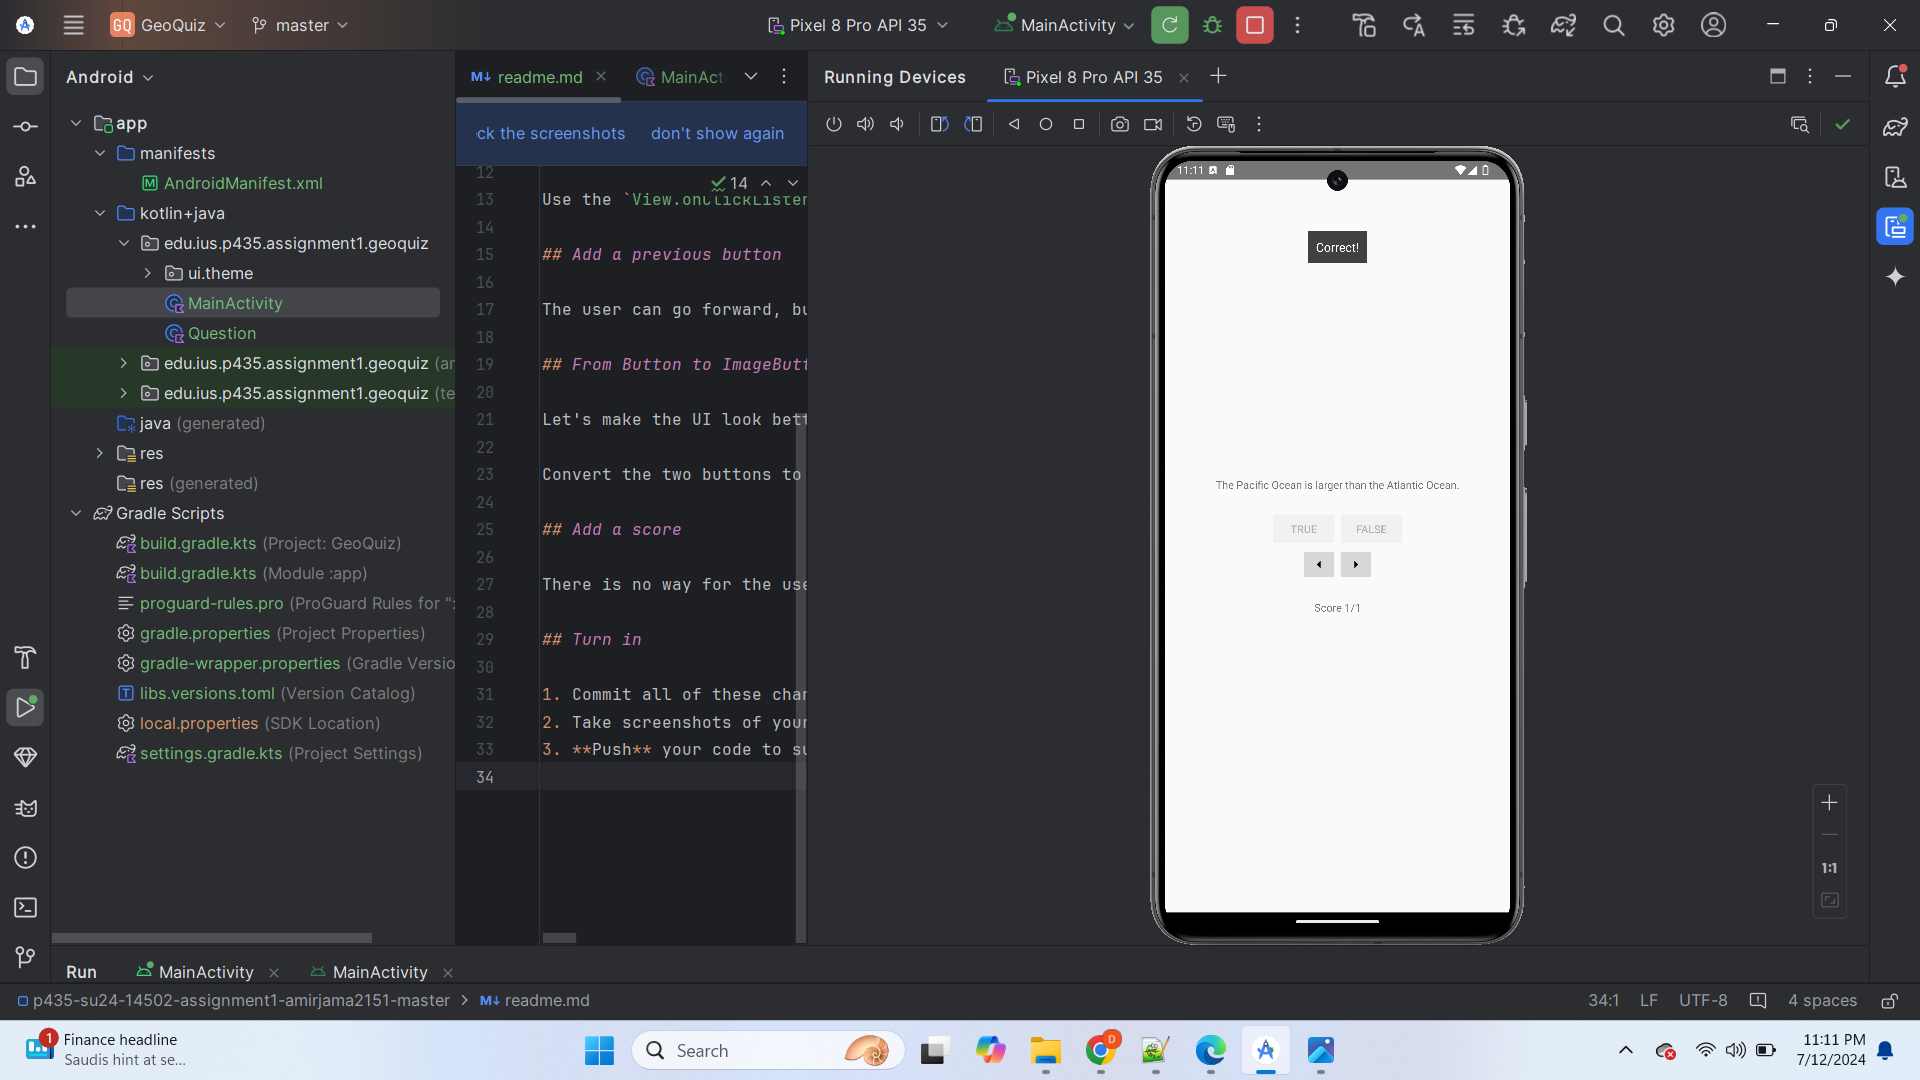 GQ GeoQuiz master Pixel 8 Pro API 35 MainActivity
Android
app
manifests
AndroidManifest.xml
kotlin+java
edu.ius.p435.assignment1.geoquiz
ui.theme
MainActivity
Question
edu.ius.p435.assignment1.geoquiz (ar
edu.ius.p435.assignment1.geoquiz (te
java (generated)
res
res (generated)
Gradle Scripts
build.gradle.kts (Project: GeoQuiz)
build.gradle.kts (Module :app)
proguard-rules.pro (ProGuard Rules for ":
gradle.properties (Project Properties)
gradle-wrapper.properties (Gradle Versio
libs.versions.toml (Version Catalog)
local.properties (SDK Location)
settings.gradle.kts (Project Settings)
M↓ readme.md MainAct
ck the screenshots don't show again
14
12
13 Use the `View.onClickListen
14
15 ## Add a previous button
16
17 The user can go forward, bu
18
19 ## From Button to ImageButt
20
21 Let's make the UI look bett
22
23 Convert the two buttons to
24
25 ## Add a score
26
27 There is no way for the use
28
29 ## Turn in
30
31 1. Commit all of these chan
32 2. Take screenshots of your
33 3. **Push** your code to su
34
Running Devices Pixel 8 Pro API 35
11:11
Correct!
The Pacific Ocean is larger than the Atlantic Ocean.
TRUE FALSE
Score 1/1
1:1
Run MainActivity MainActivity
p435-su24-14502-assignment1-amirjama2151-master > M↓ readme.md
34:1 LF UTF-8 4 spaces
1 Finance headline
Saudis hint at se...
Search
D
11:11 PM
7/12/2024